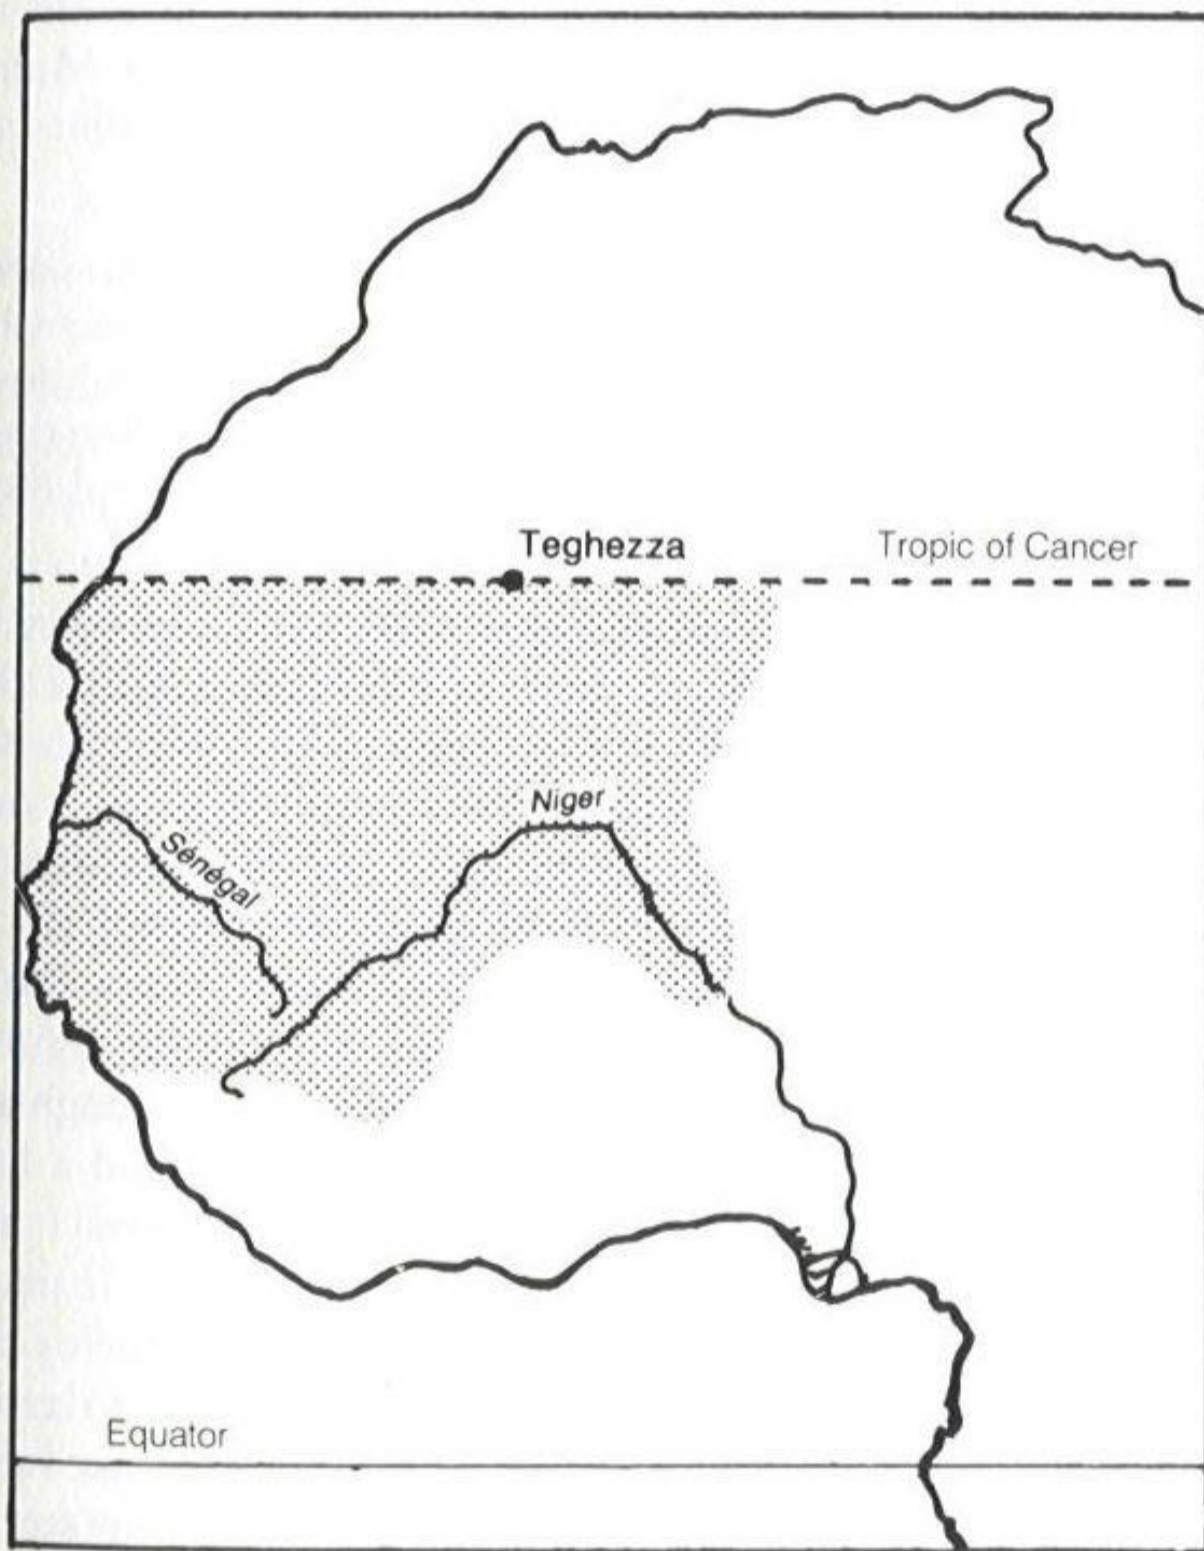 Teghezza
Tropic of Cancer
Niger
Sénégal
Equator